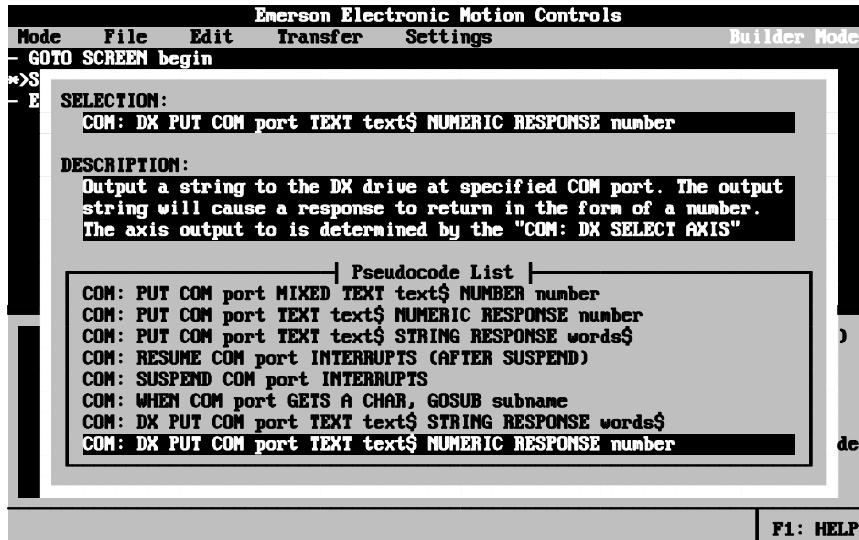 Emerson Electronic Motion Controls
Mode File Edit Transfer Settings Builder Mode
- GOTO SCREEN begin
*>S
- E
SELECTION:
COM: DX PUT COM port TEXT text$ NUMERIC RESPONSE number
DESCRIPTION:
Output a string to the DX drive at specified COM port. The output
string will cause a response to return in the form of a number.
The axis output to is determined by the "COM: DX SELECT AXIS"
Pseudocode List
COM: PUT COM port MIXED TEXT text$ NUMBER number
COM: PUT COM port TEXT text$ NUMERIC RESPONSE number
COM: PUT COM port TEXT text$ STRING RESPONSE words$
COM: RESUME COM port INTERRUPTS (AFTER SUSPEND)
COM: SUSPEND COM port INTERRUPTS
COM: WHEN COM port GETS A CHAR, GOSUB subname
COM: DX PUT COM port TEXT text$ STRING RESPONSE words$
COM: DX PUT COM port TEXT text$ NUMERIC RESPONSE number
)
de
F1: HELP